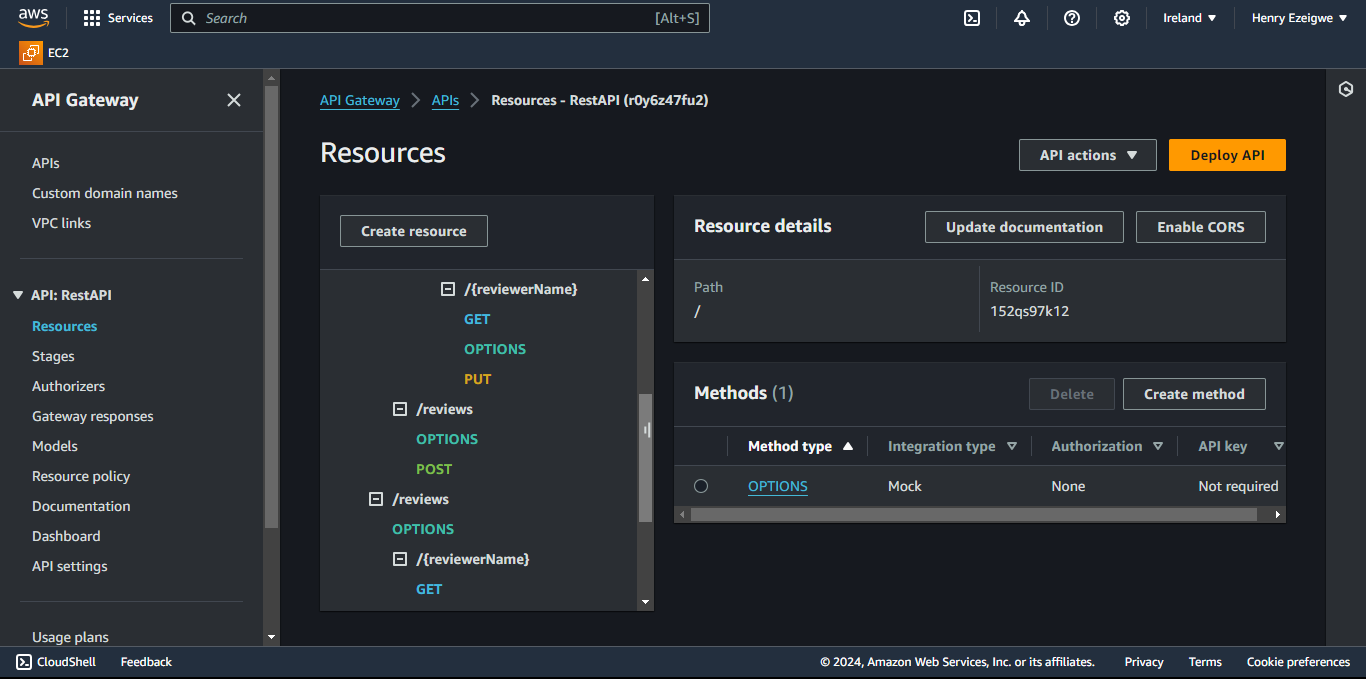 aws
Services
Search [Alt+S]
Ireland ▼
Henry Ezeigwe ▼
EC2
API Gateway
APIs
Custom domain names
VPC links
▼ API: RestAPI
Resources
Stages
Authorizers
Gateway responses
Models
Resource policy
Documentation
Dashboard
API settings
Usage plans
API Gateway > APIs > Resources - RestAPI (r0y6z47fu2)
Resources
API actions ▼
Deploy API
Create resource
/{reviewerName}
GET
OPTIONS
PUT
/reviews
OPTIONS
POST
/reviews
OPTIONS
/{reviewerName}
GET
Resource details
Update documentation
Enable CORS
Path
/
Resource ID
152qs97k12
Methods (1)
Delete
Create method
Method type ▲ Integration type ▽ Authorization ▽ API key ▽
OPTIONS Mock None Not required
CloudShell Feedback © 2024, Amazon Web Services, Inc. or its affiliates. Privacy Terms Cookie preferences